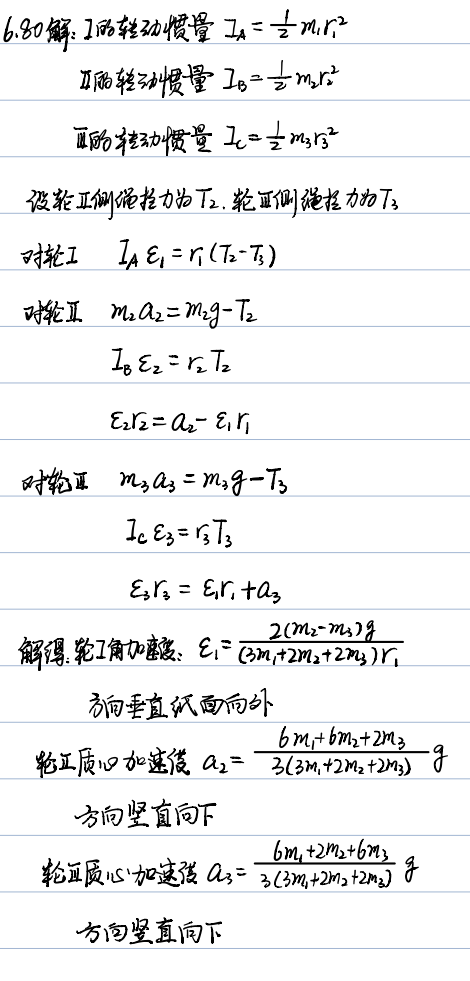 6.80解: I的转动惯量 I_A = 1/2 m₁r₁²
II的转动惯量 I_B = 1/2 m₂r₂²
III的转动惯量 I_C = 1/2 m₃r₃²
设轮II侧绳拉力为T₂, 轮III侧绳拉力为T₃
对轮I I_A ε₁ = r₁(T₂-T₃)
对轮II m₂a₂ = m₂g-T₂
I_B ε₂ = r₂T₂
ε₂r₂ = a₂ - ε₁r₁
对轮III m₃a₃ = m₃g-T₃
I_C ε₃ = r₃T₃
ε₃r₃ = ε₁r₁+a₃
解得: 轮I角加速度: ε₁ = 2(m₂-m₃)g / (3m₁+2m₂+2m₃)r₁
方向垂直纸面向外
轮II质心加速度 a₂ = (6m₁+6m₂+2m₃) / 3(3m₁+2m₂+2m₃) g
方向竖直向下
轮III质心加速度 a₃ = (6m₁+2m₂+6m₃) / 3(3m₁+2m₂+2m₃) g
方向竖直向下